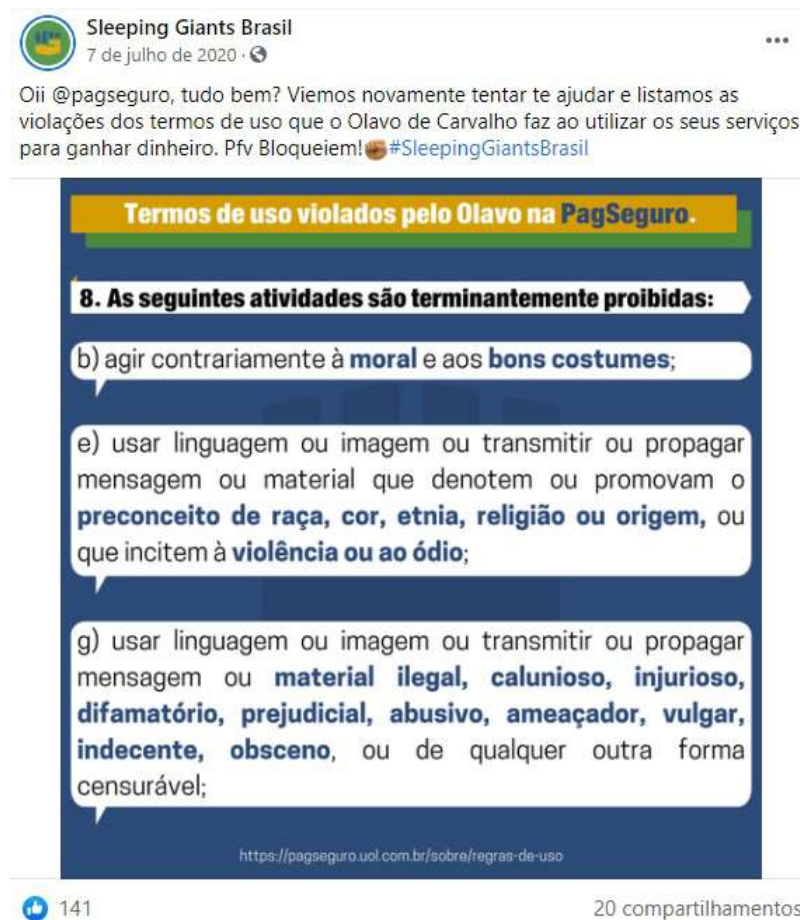 Sleeping Giants Brasil
7 de julho de 2020 ·
Oii @pagseguro, tudo bem? Viemos novamente tentar te ajudar e listamos as
violações dos termos de uso que o Olavo de Carvalho faz ao utilizar os seus serviços
para ganhar dinheiro. Pfv Bloqueiem!✊🏾#SleepingGiantsBrasil
Termos de uso violados pelo Olavo na PagSeguro.
8. As seguintes atividades são terminantemente proibidas:
b) agir contrariamente à moral e aos bons costumes;
e) usar linguagem ou imagem ou transmitir ou propagar
mensagem ou material que denotem ou promovam o
preconceito de raça, cor, etnia, religião ou origem, ou
que incitem à violência ou ao ódio;
g) usar linguagem ou imagem ou transmitir ou propagar
mensagem ou material ilegal, calunioso, injurioso,
difamatório, prejudicial, abusivo, ameaçador, vulgar,
indecente, obsceno, ou de qualquer outra forma
censurável;
https://pagseguro.uol.com.br/sobre/regras-de-uso
141
20 compartilhamentos